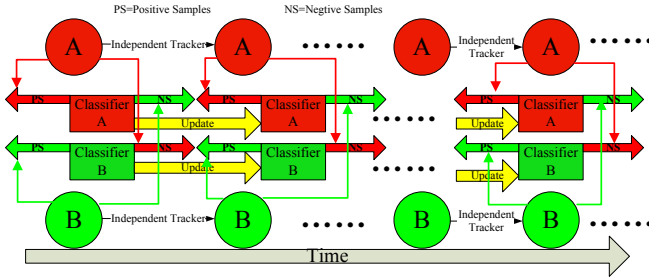 PS=Positive Samples NS=Negtive Samples
A Independent Tracker A A Independent Tracker A
PS Classifier A NS PS Classifier A NS PS Classifier A NS
Update Update
PS Classifier B NS PS Classifier B NS PS Classifier B NS
Update Update
B Independent Tracker B B Independent Tracker B
Time